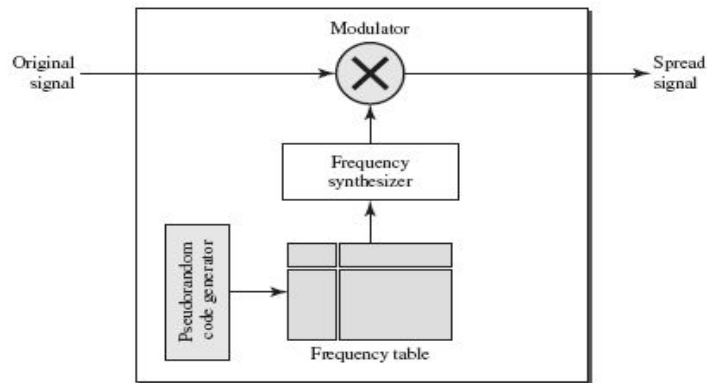 Modulator
Original
signal
Spread
signal
Frequency
synthesizer
Pseudorandom
code generator
Frequency table